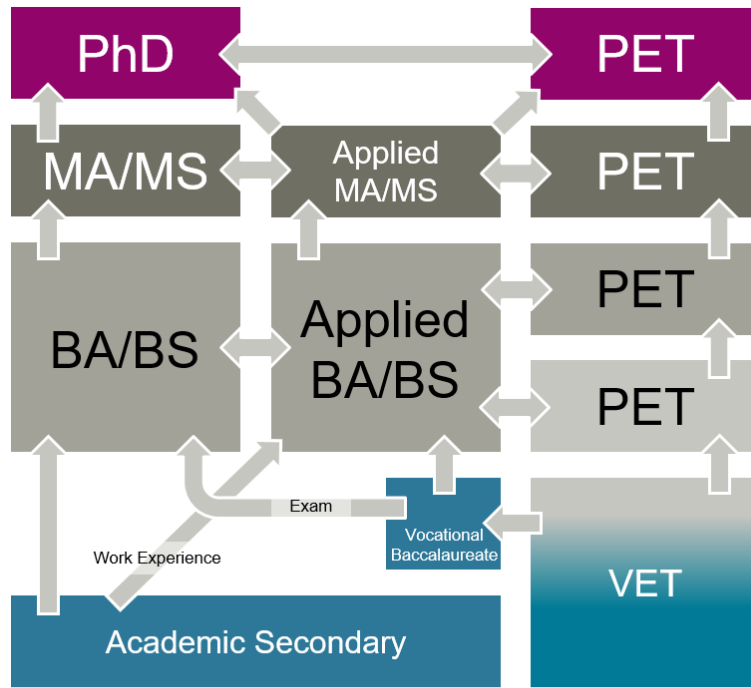 PhD
PET
MA/MS
Applied
MA/MS
PET
BA/BS
Applied
BA/BS
PET
PET
Exam
Work Experience
Vocational
Baccalaureate
VET
Academic Secondary